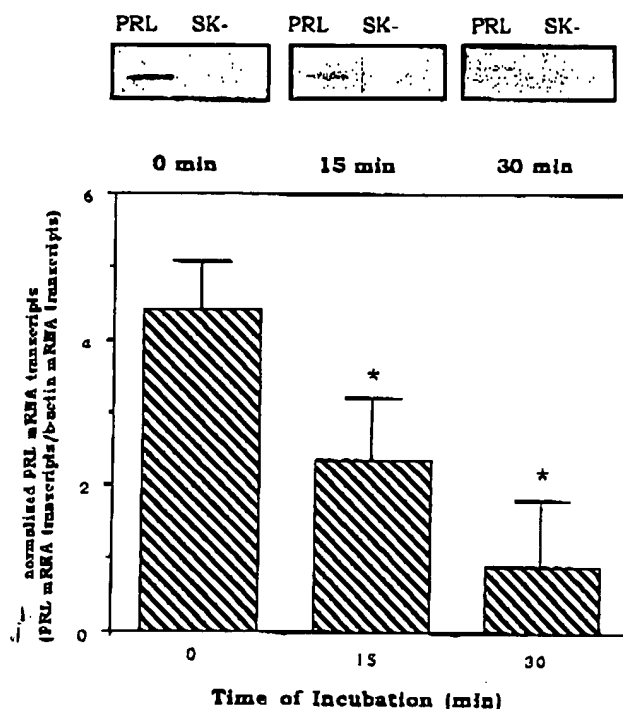 PRL SK- PRL SK- PRL SK-
0 min 15 min 30 min
normalized PRL mRNA transcripts
(PRL mRNA transcripts/b-actin mRNA transcripts)
6
4
2
0
*
*
0 15 30
Time of Incubation (min)